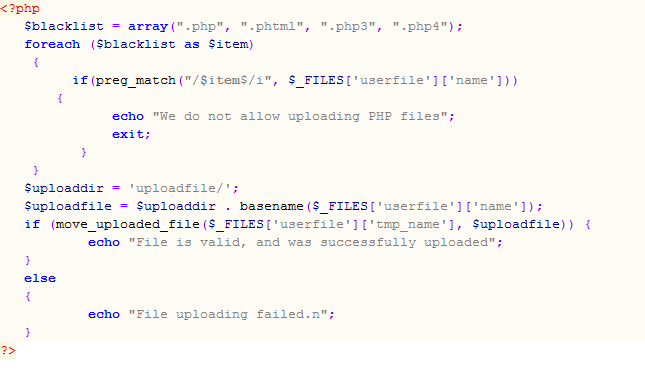 <?php
$blacklist = array(".php", ".phtml", ".php3", ".php4");
foreach ($blacklist as $item)
{
if(preg_match("/$item$/i", $_FILES['userfile']['name']))
{
echo "We do not allow uploading PHP files";
exit;
}
}
$uploaddir = 'uploadfile/';
$uploadfile = $uploaddir . basename($_FILES['userfile']['name']);
if (move_uploaded_file($_FILES['userfile']['tmp_name'], $uploadfile)) {
echo "File is valid, and was successfully uploaded";
}
else
{
echo "File uploading failed.n";
}
?>